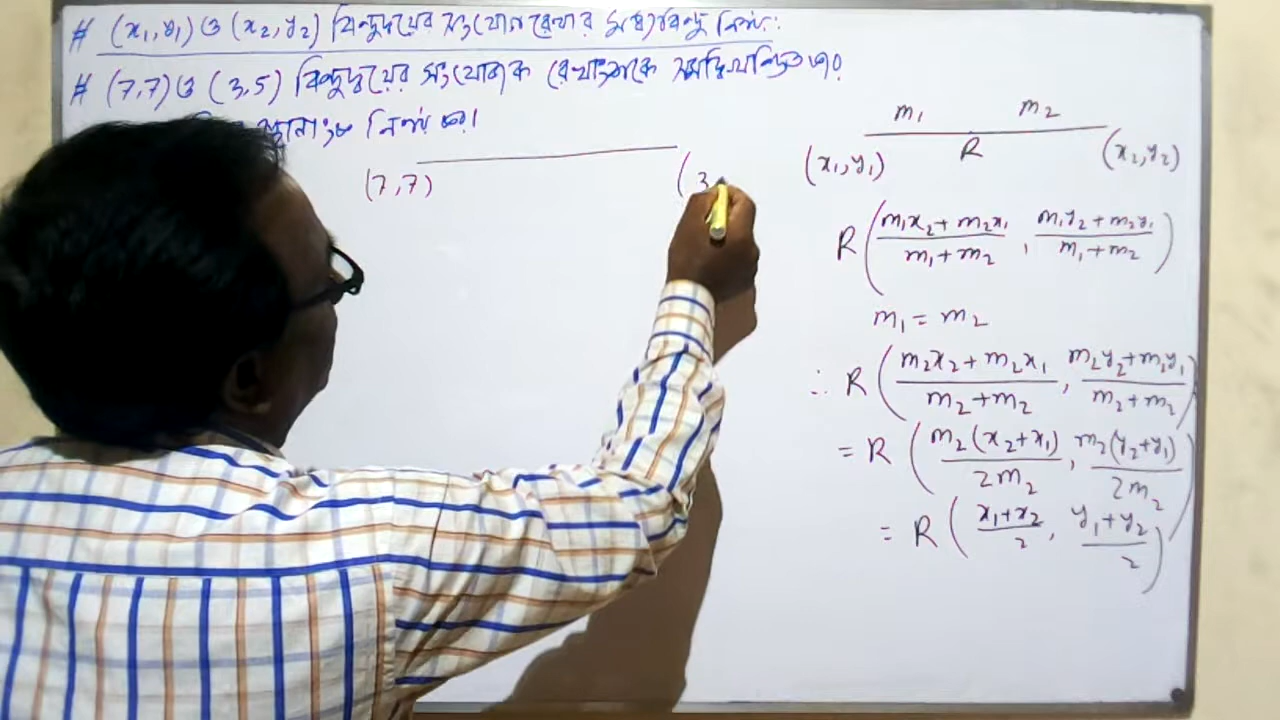 # (x₁, y₁) ও (x₂, y₂) বিন্দুদ্বয়ের সংযোগ রেখার মধ্যবিন্দু নির্ণয়:
# (7,7) ও (3,5) বিন্দুদ্বয়ের সংযোজক রেখাংশকে সমদ্বিখণ্ডিত
স্থানাংক নির্ণয় কর।
m₁ m₂
R
(x₁, y₁) (x₂, y₂)
(7,7) (3
R ( (m₁x₂ + m₂x₁)/(m₁ + m₂) , (m₁y₂ + m₂y₁)/(m₁ + m₂) )
m₁ = m₂
∴ R ( (m₂x₂ + m₂x₁)/(m₂ + m₂) , (m₂y₂ + m₁y₁)/(m₂ + m₂) )
= R ( m₂(x₂ + x₁)/2m₂ , m₂(y₂ + y₁)/2m₂ )
= R ( (x₁ + x₂)/2 , (y₁ + y₂)/2 )